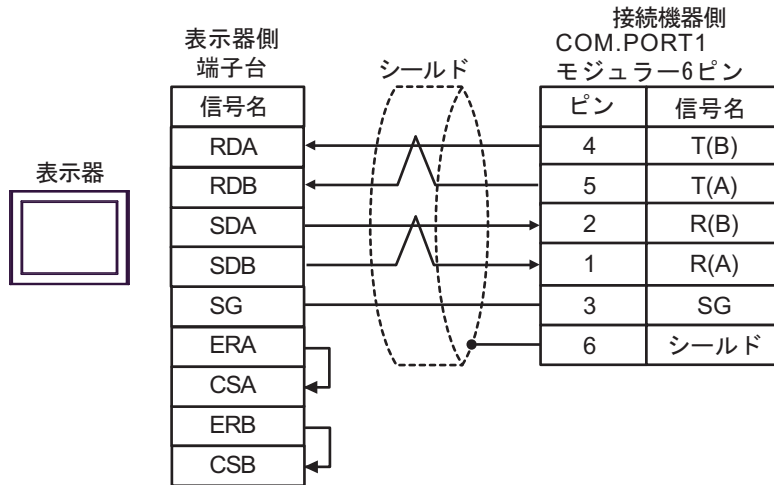 接続機器側
COM.PORT1
モジュラー6ピン
表示器側
端子台
シールド
表示器
信号名
ピン 信号名
RDA 4 T(B)
RDB 5 T(A)
SDA 2 R(B)
SDB 1 R(A)
SG 3 SG
ERA 6 シールド
CSA
ERB
CSB